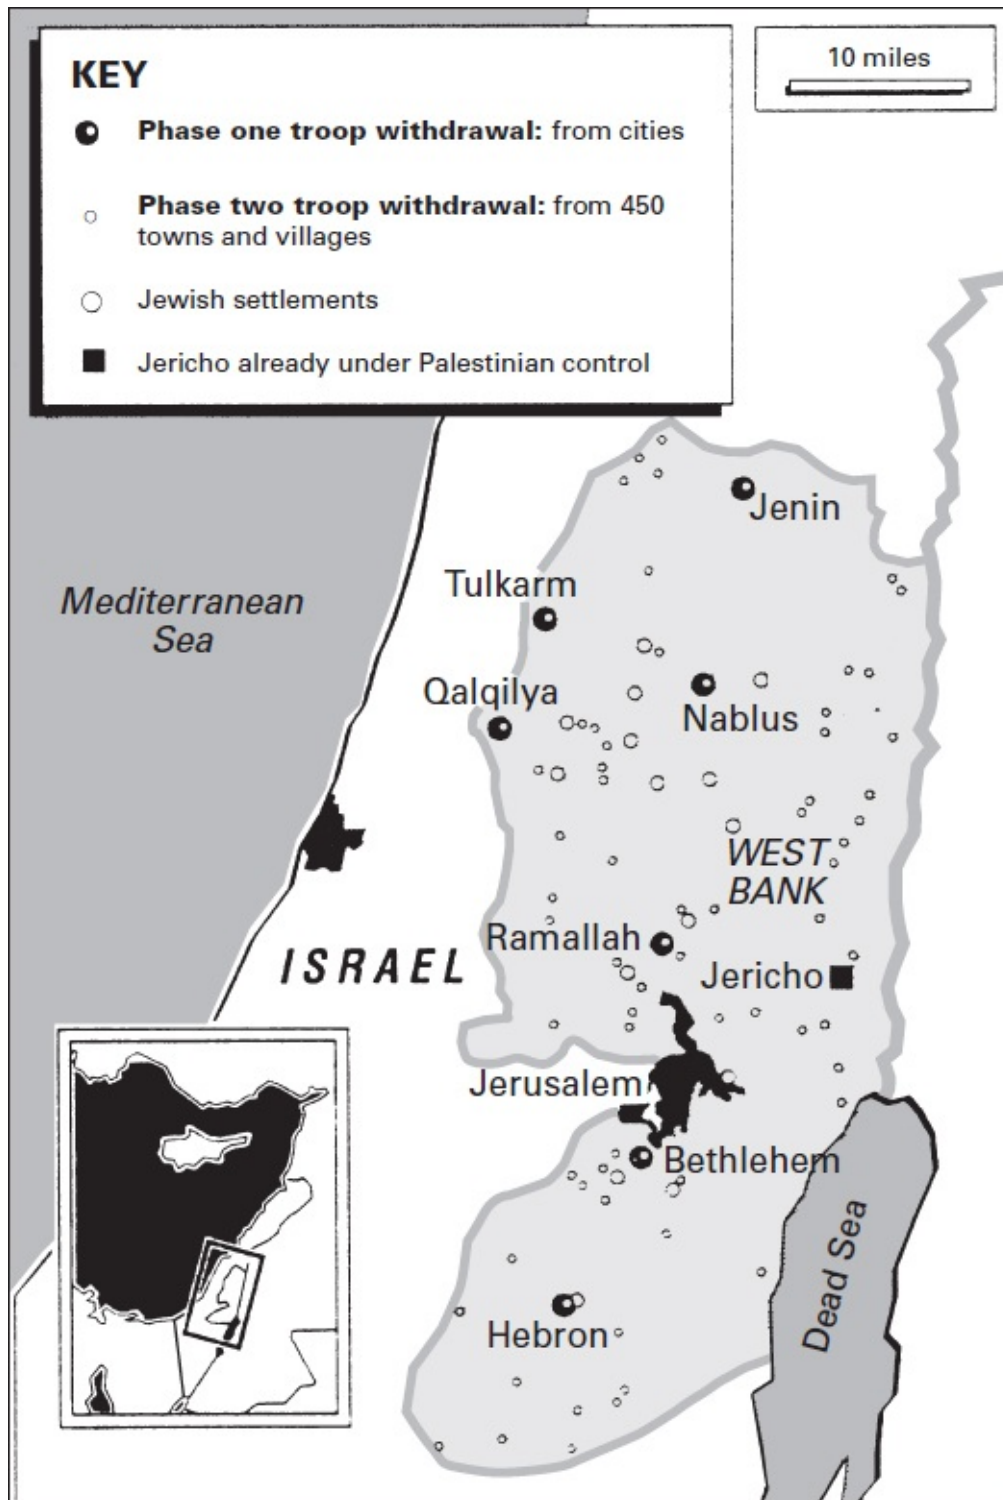 KEY
Phase one troop withdrawal: from cities
Phase two troop withdrawal: from 450
towns and villages
Jewish settlements
Jericho already under Palestinian control
10 miles
Jenin
Tulkarm
Mediterranean
Sea
Qalqilya
Nablus
WEST
BANK
Ramallah
ISRAEL
Jericho
Jerusalem
Bethlehem
Dead Sea
Hebron